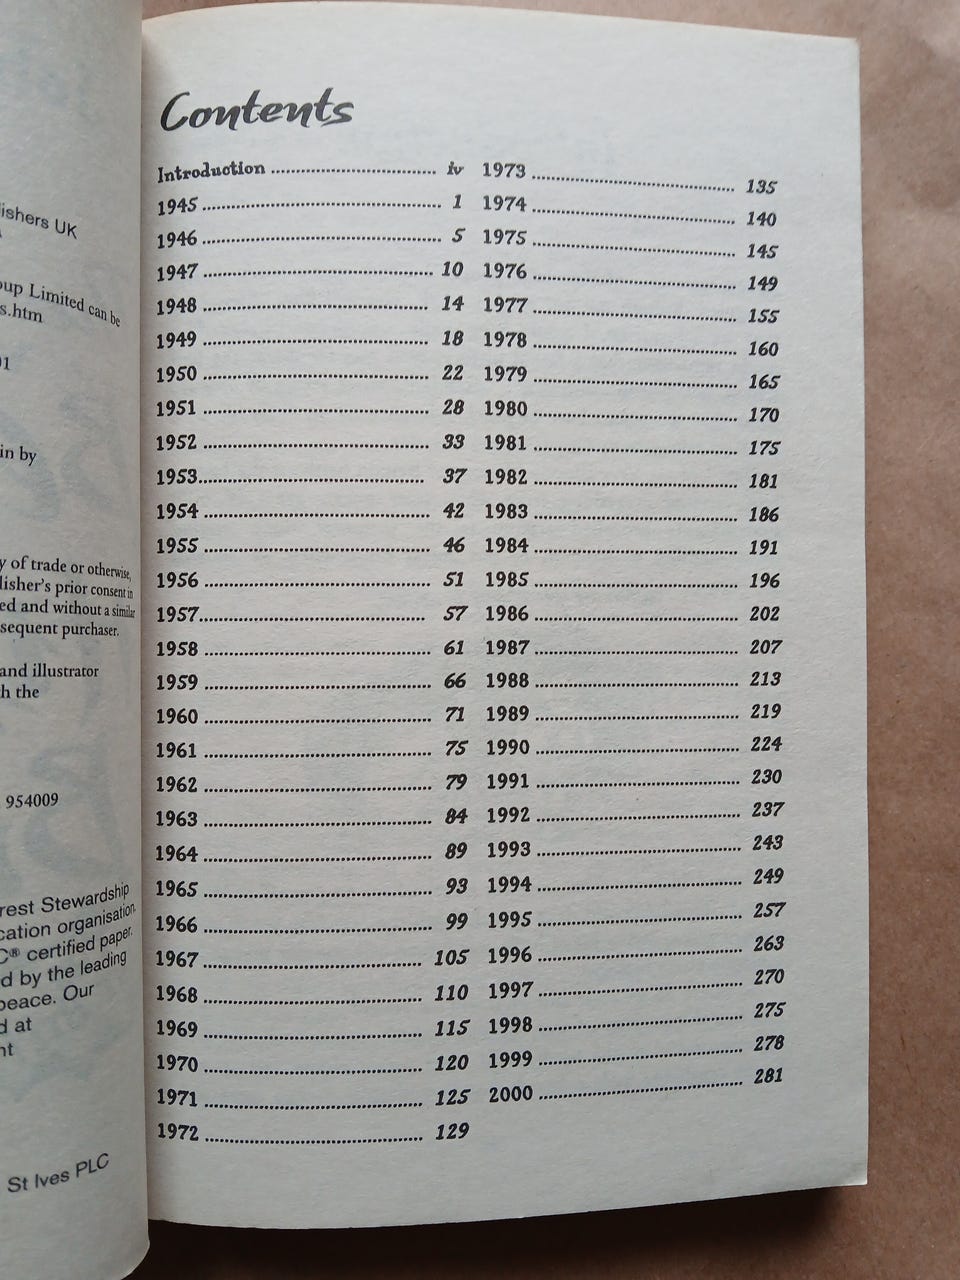 lishers UK
oup Limited can be
s.htm
in by
y of trade or otherwise,
lisher's prior consent in
ed and without a similar
sequent purchaser.
and illustrator
h the
954009
rest Stewardship
cation organisation.
C® certified paper.
d by the leading
peace. Our
d at
nt
St Ives PLC
Contents
Introduction .......... iv
1945 .......... 1
1946 .......... 5
1947 .......... 10
1948 .......... 14
1949 .......... 18
1950 .......... 22
1951 .......... 28
1952 .......... 33
1953 .......... 37
1954 .......... 42
1955 .......... 46
1956 .......... 51
1957 .......... 57
1958 .......... 61
1959 .......... 66
1960 .......... 71
1961 .......... 75
1962 .......... 79
1963 .......... 84
1964 .......... 89
1965 .......... 93
1966 .......... 99
1967 .......... 105
1968 .......... 110
1969 .......... 115
1970 .......... 120
1971 .......... 125
1972 .......... 129
1973 .......... 135
1974 .......... 140
1975 .......... 145
1976 .......... 149
1977 .......... 155
1978 .......... 160
1979 .......... 165
1980 .......... 170
1981 .......... 175
1982 .......... 181
1983 .......... 186
1984 .......... 191
1985 .......... 196
1986 .......... 202
1987 .......... 207
1988 .......... 213
1989 .......... 219
1990 .......... 224
1991 .......... 230
1992 .......... 237
1993 .......... 243
1994 .......... 249
1995 .......... 257
1996 .......... 263
1997 .......... 270
1998 .......... 275
1999 .......... 278
2000 .......... 281